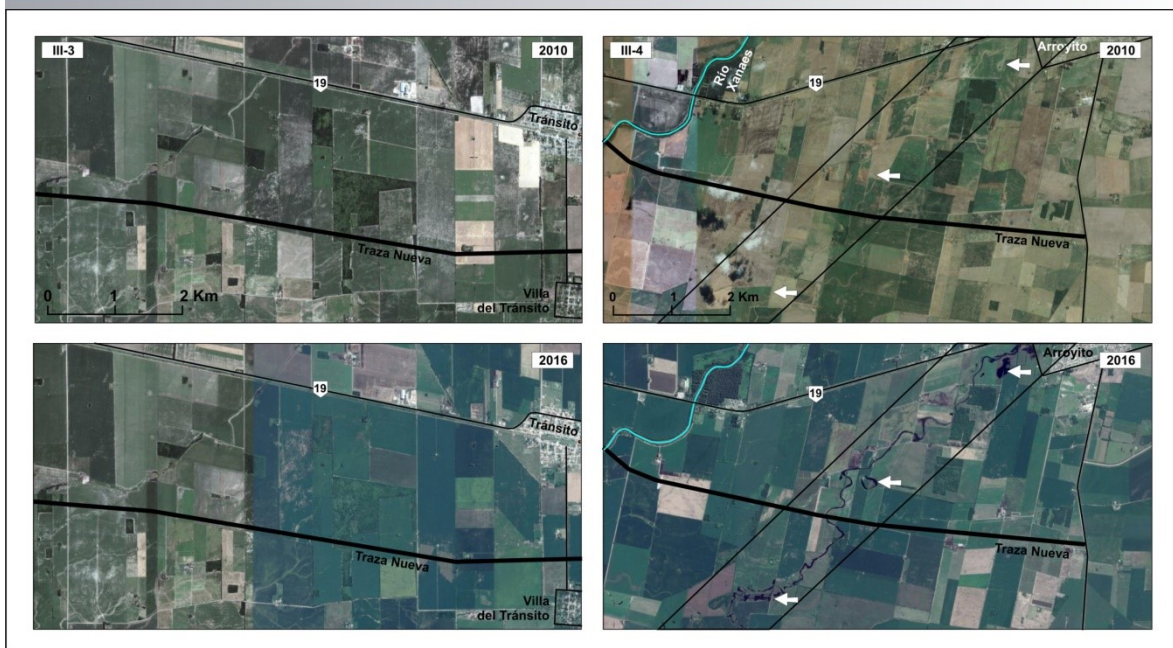 III-3
2010
19
Tránsito
Traza Nueva
0 1 2 Km
Villa
del Tránsito
III-4
2010
Río
Xanaes
19
Arroyito
Traza Nueva
0 1 2 Km
2016
19
Tránsito
Traza Nueva
Villa
del Tránsito
2016
19
Arroyito
Traza Nueva